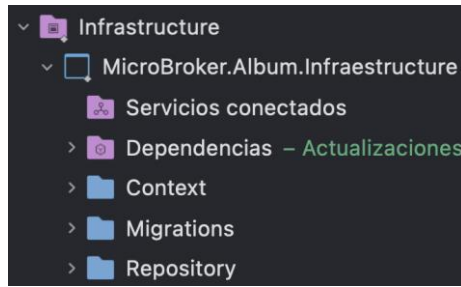 Infrastructure
MicroBroker.Album.Infraestructure
Servicios conectados
Dependencias – Actualizaciones
Context
Migrations
Repository